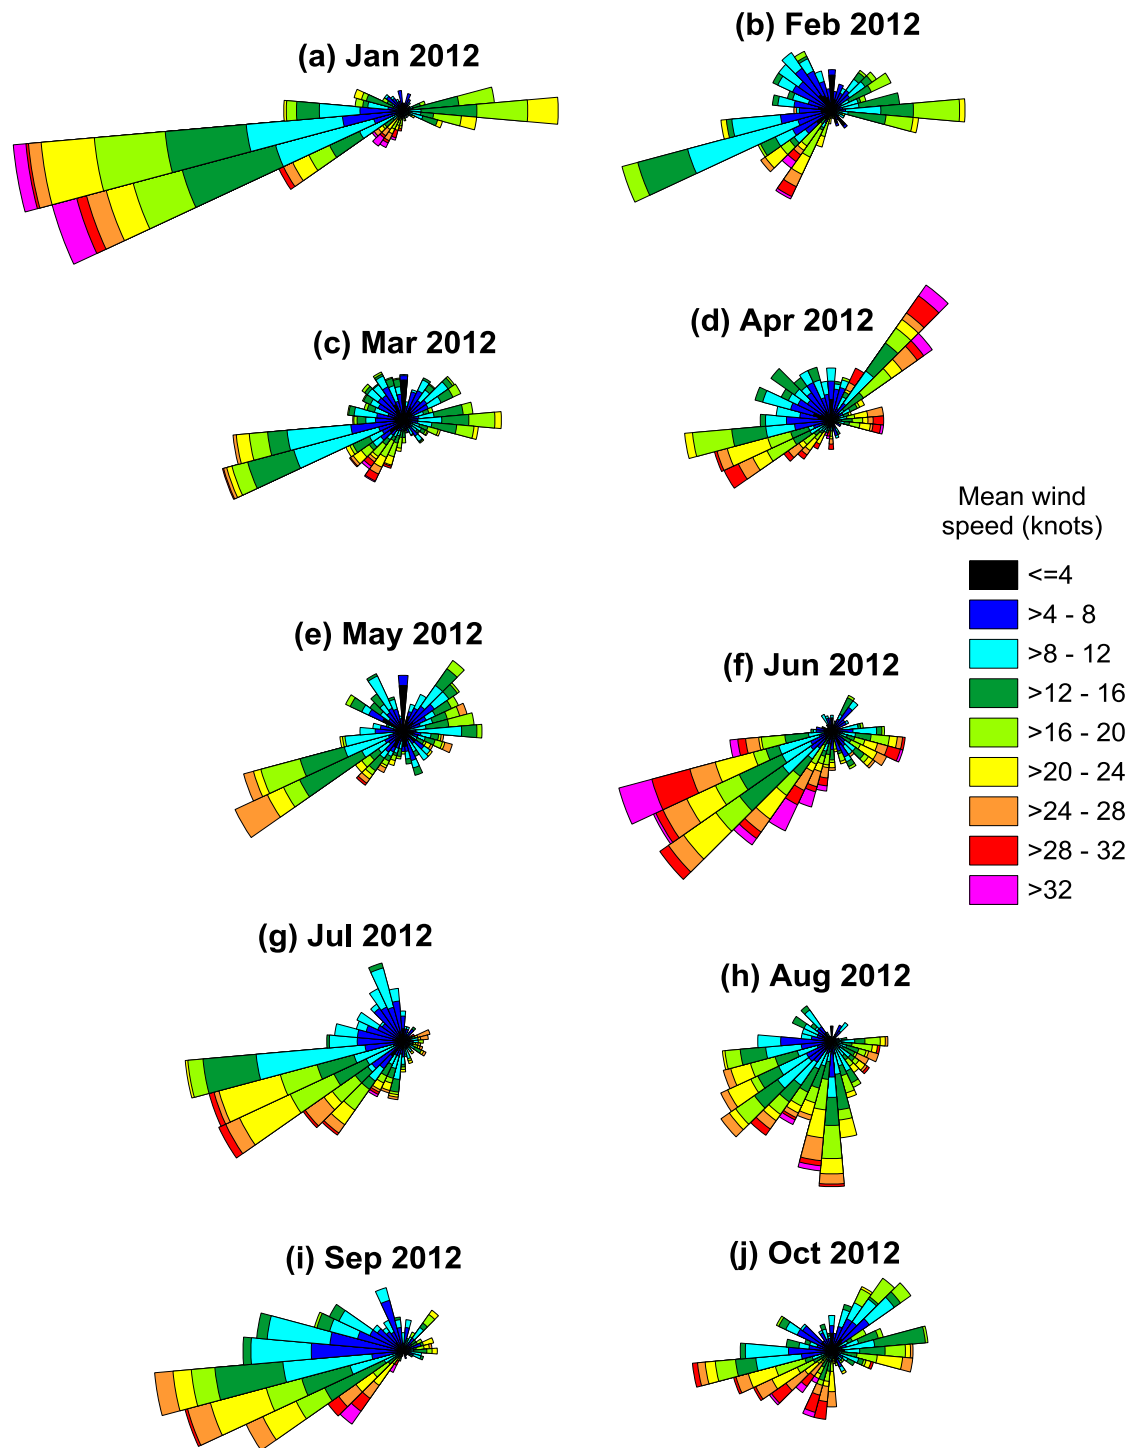 (a) Jan 2012
(b) Feb 2012
(c) Mar 2012
(d) Apr 2012
Mean wind
speed (knots)
<=4
>4 - 8
>8 - 12
>12 - 16
>16 - 20
>20 - 24
>24 - 28
>28 - 32
>32
(e) May 2012
(f) Jun 2012
(g) Jul 2012
(h) Aug 2012
(i) Sep 2012
(j) Oct 2012